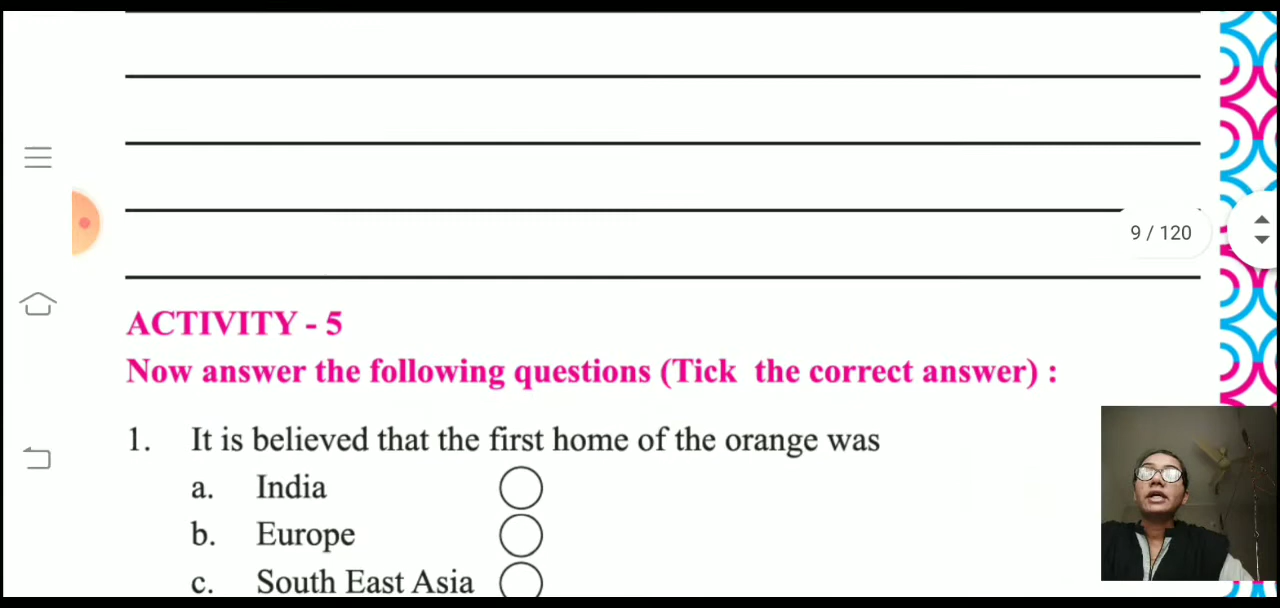 9 / 120
ACTIVITY - 5
Now answer the following questions (Tick the correct answer) :
1. It is believed that the first home of the orange was
a. India
b. Europe
c. South East Asia